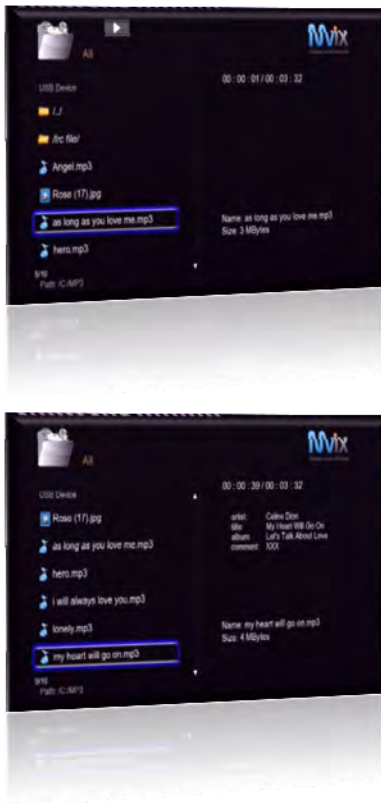 Mvix
All
00 : 00 : 01 / 00 : 03 : 32
USB Device
/../
/lrc file/
Angel.mp3
Rose (17).jpg
as long as you love me.mp3
Name: as long as you love me.mp3
Size: 3 MBytes
hero.mp3
5/10
Path: /C:/MP3
Mvix
All
00 : 00 : 39 / 00 : 03 : 32
USB Device
Rose (17).jpg
artist: Celine Dion
title: My Heart Will Go On
album: Let's Talk About Love
comment: XXX
as long as you love me.mp3
hero.mp3
i will always love you.mp3
lonely.mp3
Name: my heart will go on.mp3
Size: 4 MBytes
my heart will go on.mp3
9/10
Path: /C:/MP3